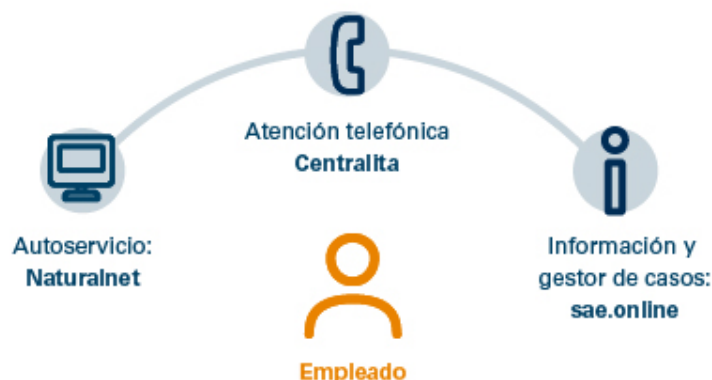 Atención telefónica
Centralita
Autoservicio:
Naturalnet
Información y
gestor de casos:
sae.online
Empleado